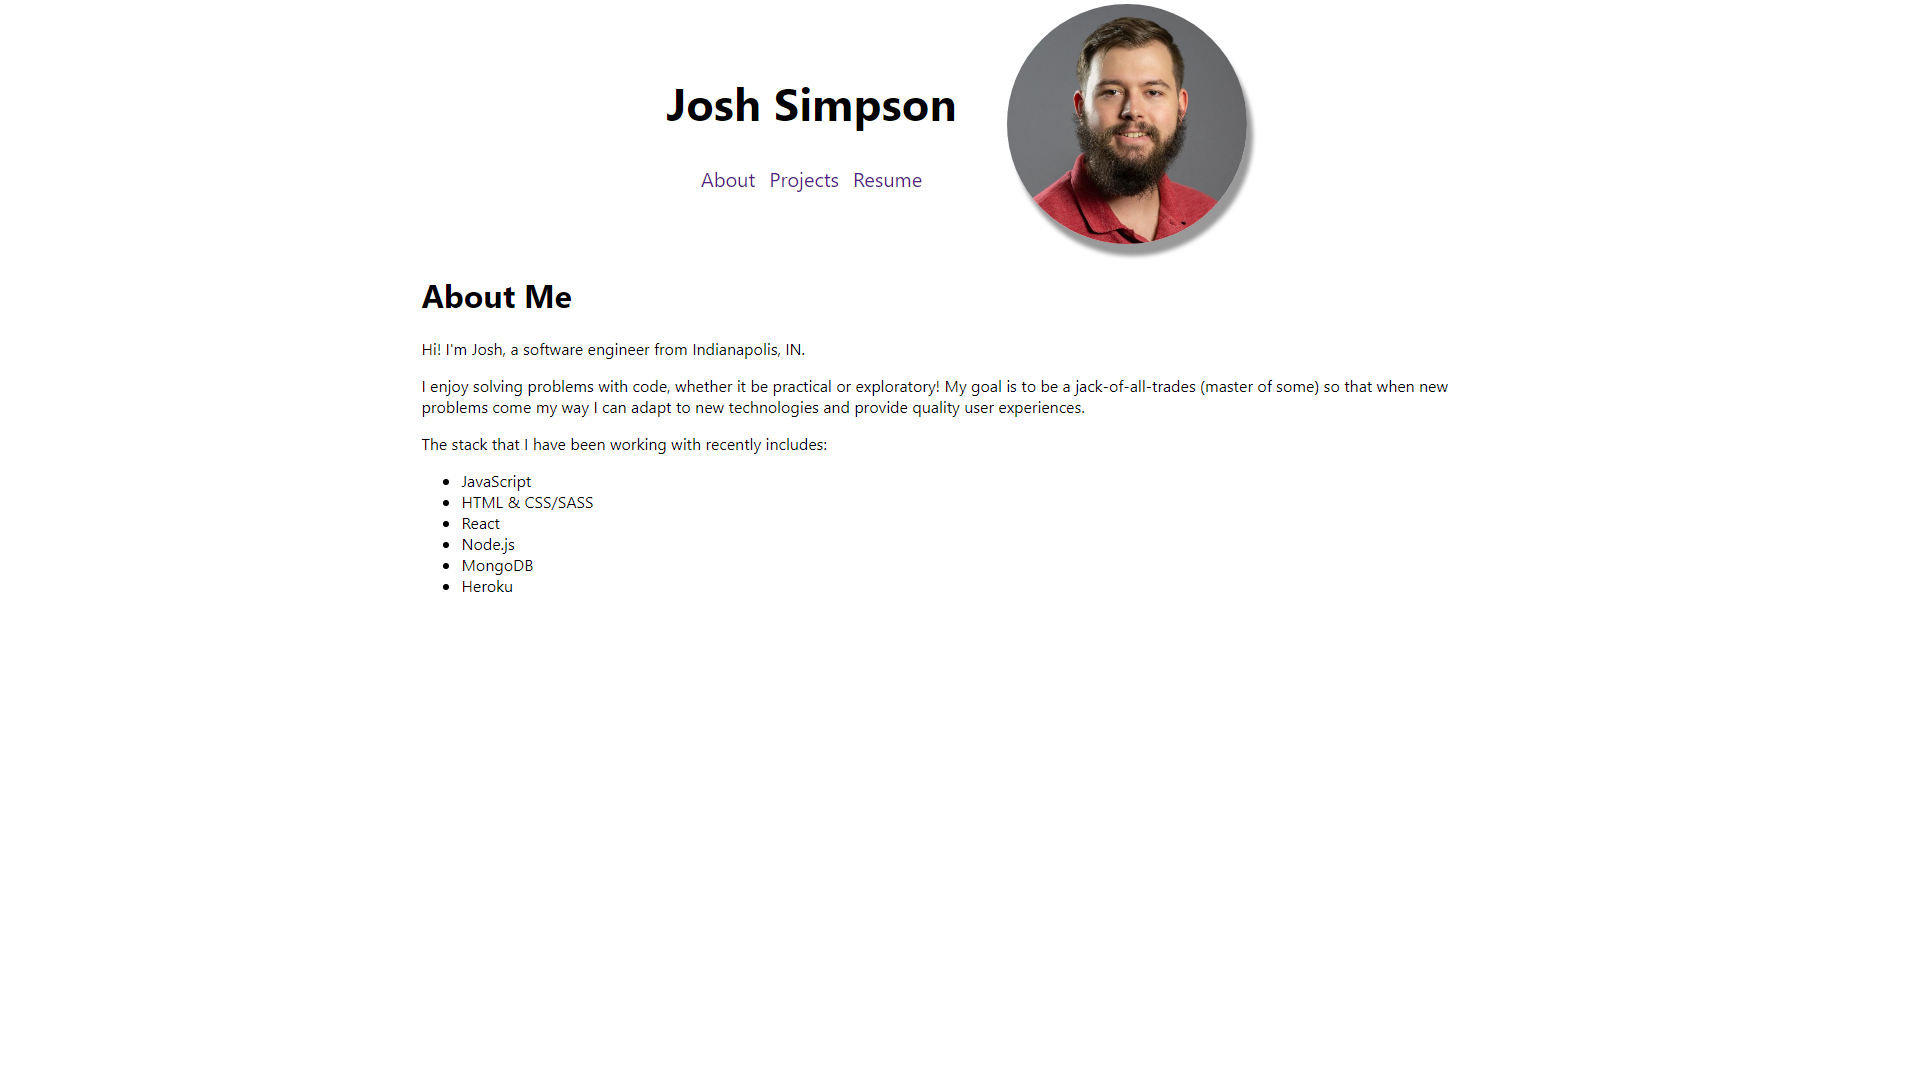 Josh Simpson
About Projects Resume
About Me
Hi! I'm Josh, a software engineer from Indianapolis, IN.
I enjoy solving problems with code, whether it be practical or exploratory! My goal is to be a jack-of-all-trades (master of some) so that when new
problems come my way I can adapt to new technologies and provide quality user experiences.
The stack that I have been working with recently includes:
JavaScript
HTML & CSS/SASS
React
Node.js
MongoDB
Heroku